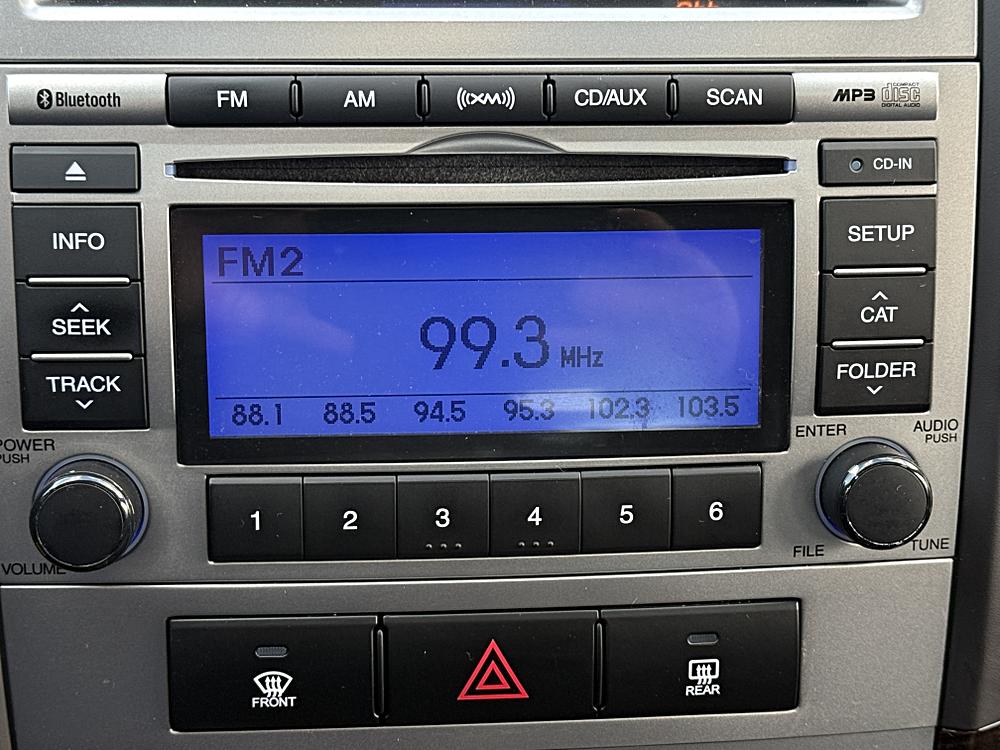 Bluetooth
FM
AM
((XM))
CD/AUX
SCAN
MP3
COMPACT
disc
DIGITAL AUDIO
CD-IN
INFO
SEEK
TRACK
SETUP
CAT
FOLDER
FM2
99.3 MHz
88.1 88.5 94.5 95.3 102.3 103.5
POWER
PUSH
VOLUME
ENTER
AUDIO
PUSH
FILE
TUNE
1
2
3
4
5
6
FRONT
REAR